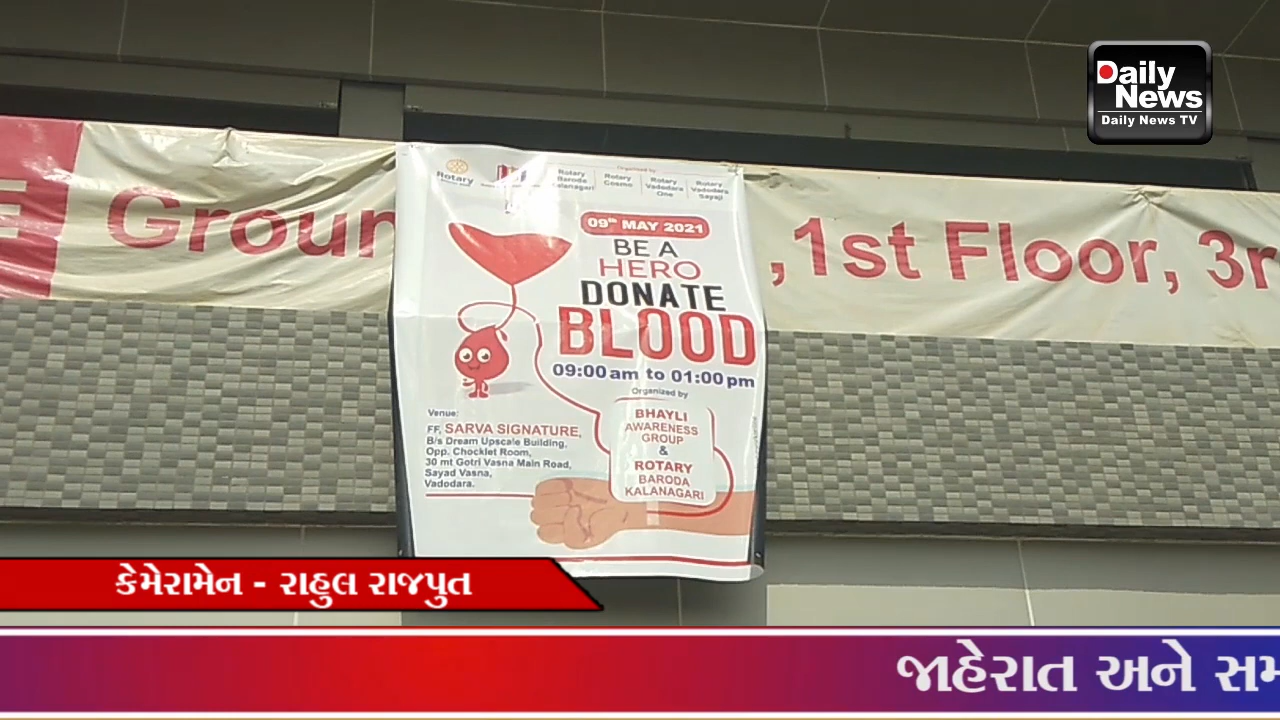 Daily
News
Daily News TV
Groun
,1st Floor, 3r
Rotary
Organized by
Rotary Baroda Kalanagari
Rotary Cosmo
Rotary Vadodara One
Rotary Vadodara Sayaji
09th MAY 2021
BE A
HERO
DONATE
BLOOD
09:00 am to 01:00 pm
Organized by
BHAYLI
AWARENESS
GROUP
&
ROTARY
BARODA
KALANAGARI
Venue:
FF, SARVA SIGNATURE,
B/s Dream Upscale Building,
Opp. Chocklet Room,
30 mt Gotri Vasna Main Road,
Sayad Vasna,
Vadodara.
કેમેરામેન - રાહુલ રાજપુત
જાહેરાત અને સમ